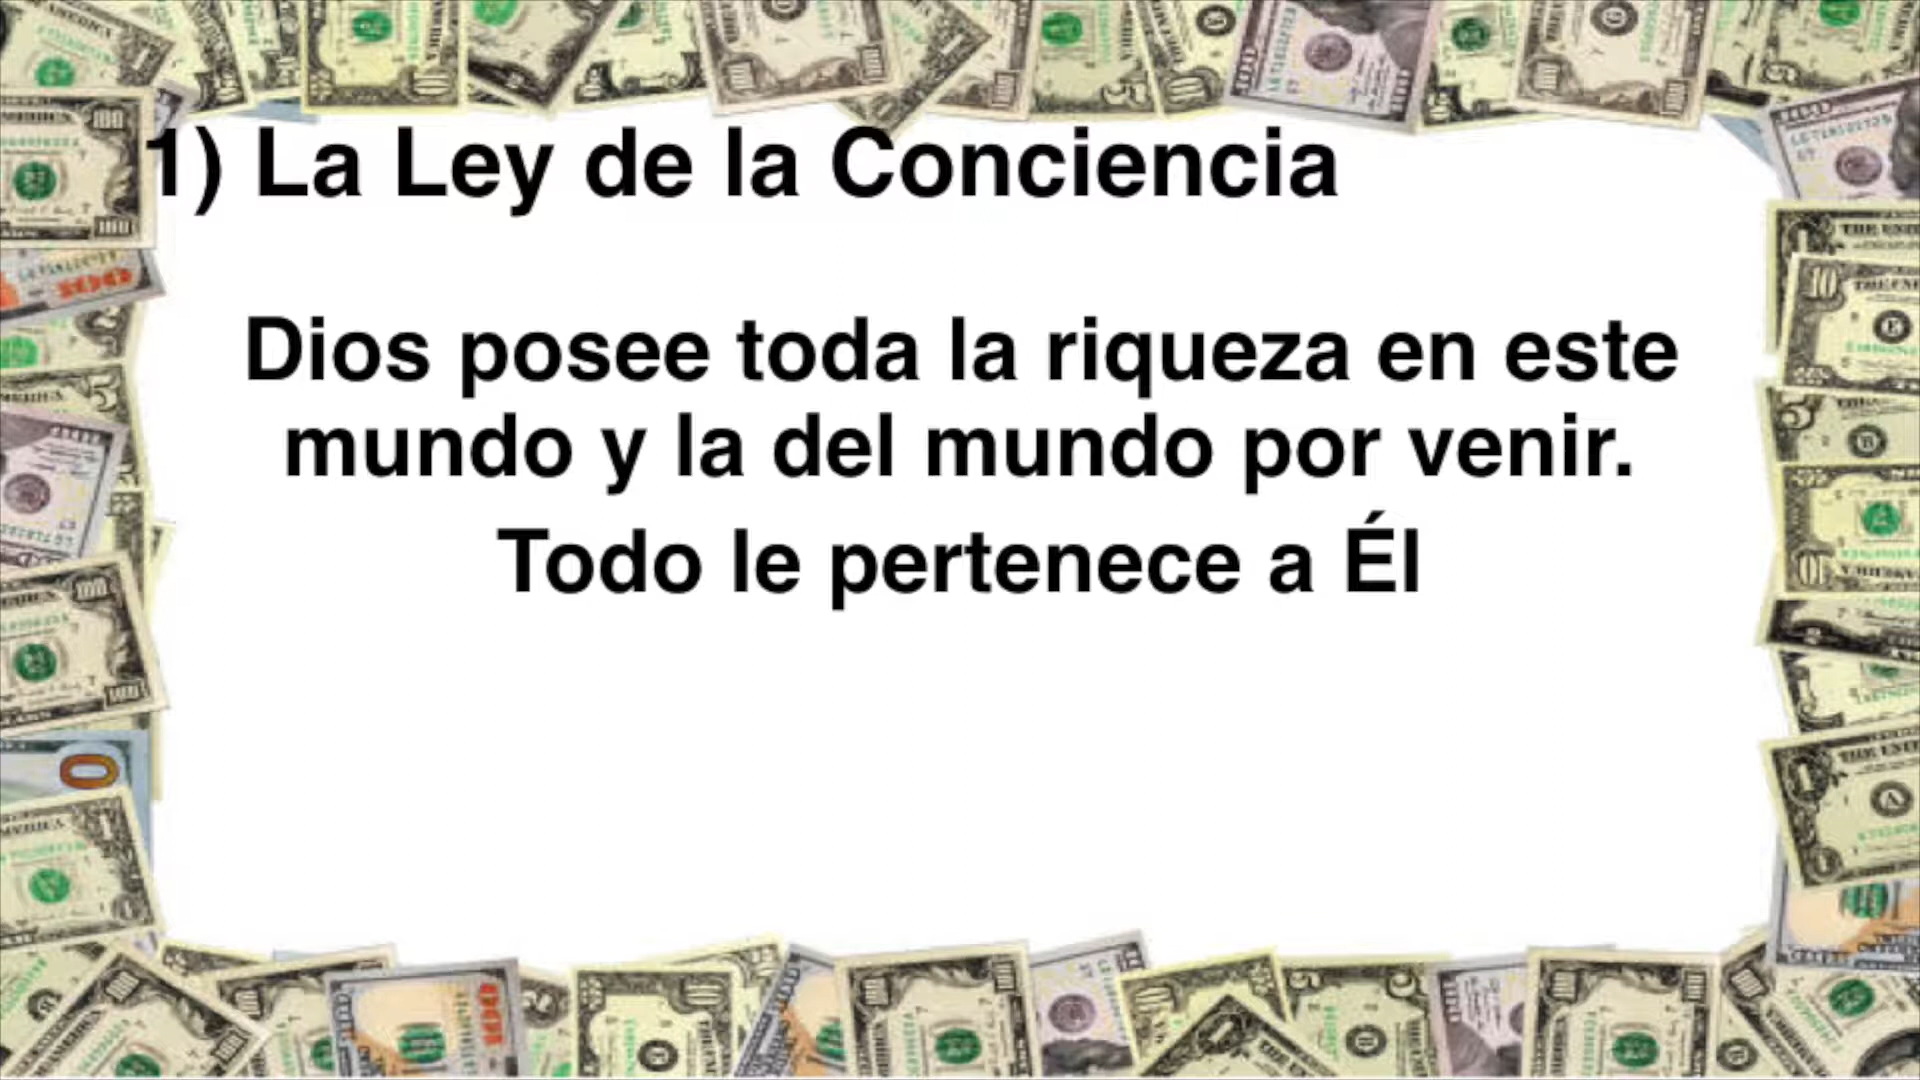 1) La Ley de la Conciencia
Dios posee toda la riqueza en este
mundo y la del mundo por venir.
Todo le pertenece a Él